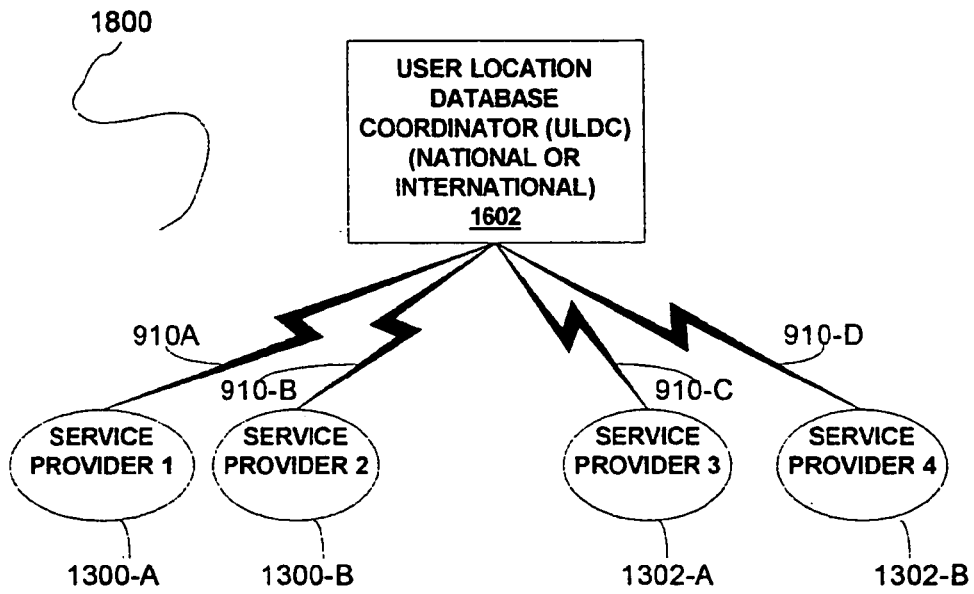 1800
USER LOCATION
DATABASE
COORDINATOR (ULDC)
(NATIONAL OR
INTERNATIONAL)
1602
910A
910-B
910-C
910-D
SERVICE
PROVIDER 1
SERVICE
PROVIDER 2
SERVICE
PROVIDER 3
SERVICE
PROVIDER 4
1300-A
1300-B
1302-A
1302-B